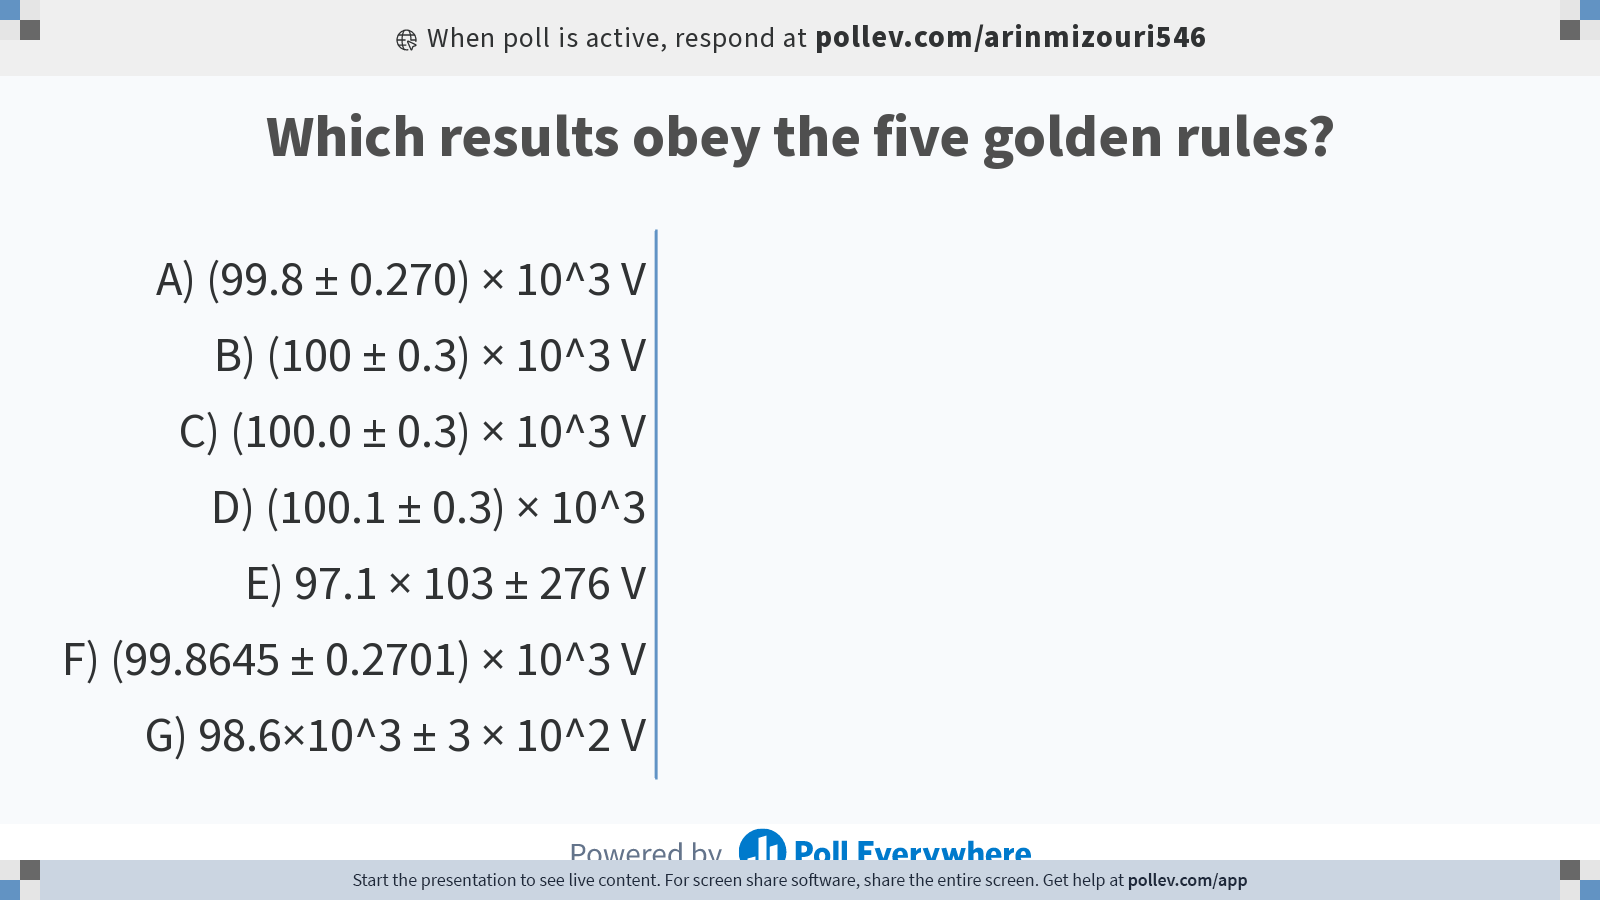 When poll is active, respond at pollev.com/arinmizouri546
Which results obey the five golden rules?
A) (99.8 ± 0.270) × 10^3 V
B) (100 ± 0.3) × 10^3 V
C) (100.0 ± 0.3) × 10^3 V
D) (100.1 ± 0.3) × 10^3
E) 97.1 × 103 ± 276 V
F) (99.8645 ± 0.2701) × 10^3 V
G) 98.6×10^3 ± 3 × 10^2 V
Powered by Poll Everywhere
Start the presentation to see live content. For screen share software, share the entire screen. Get help at pollev.com/app